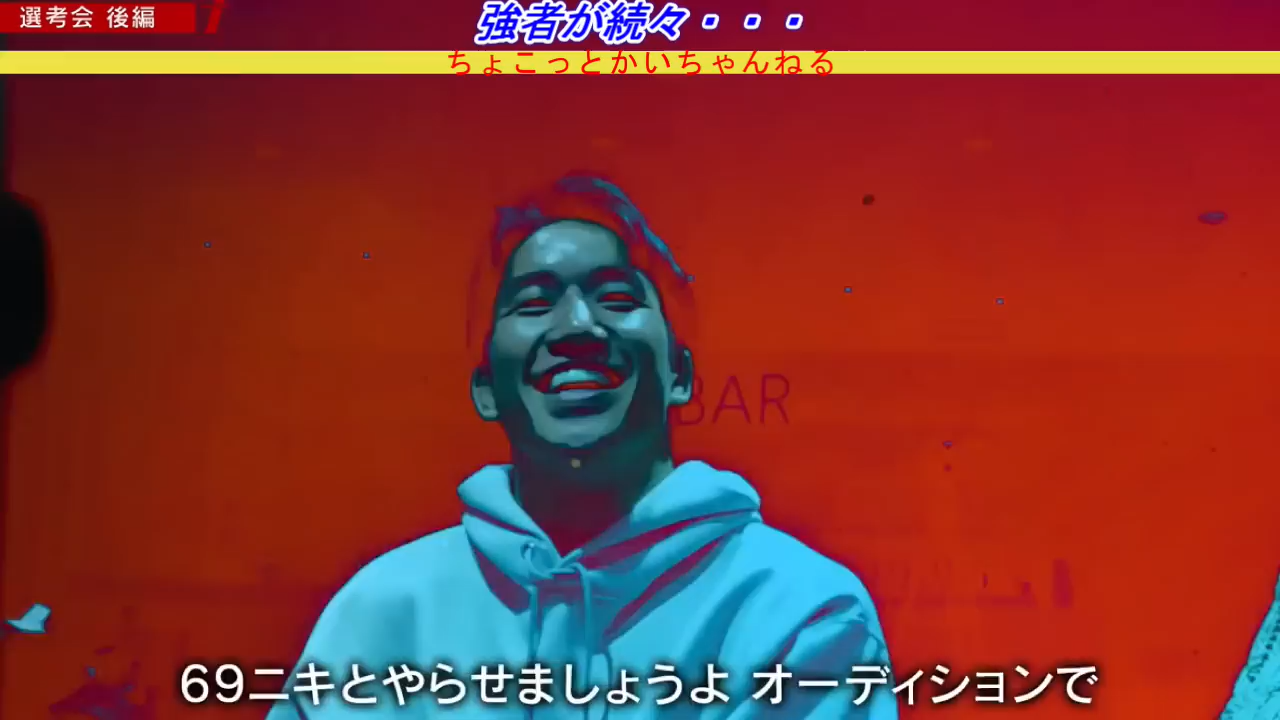 選考会 後編
強者が続々・・・
ちょこっとかいちゃんねる
BAR
69ニキとやらせましょうよ オーディションで